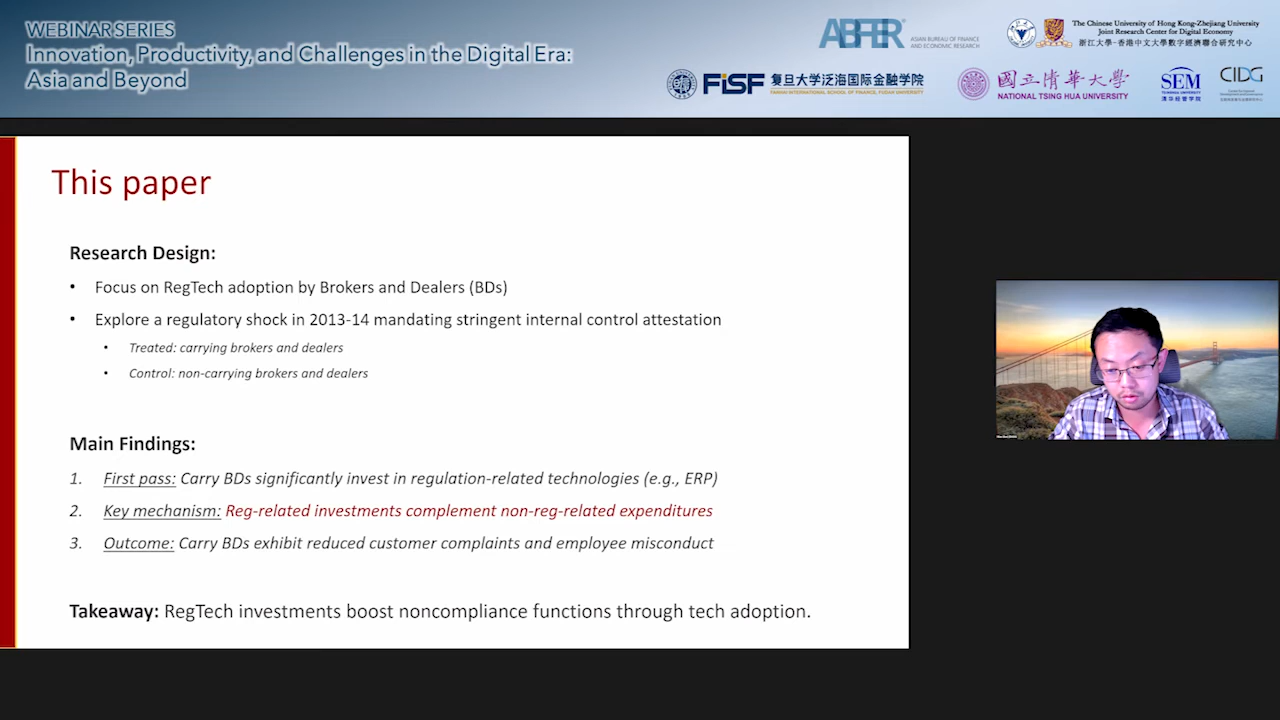 WEBINAR SERIES
Innovation, Productivity, and Challenges in the Digital Era:
Asia and Beyond
ABFER
ASIAN BUREAU OF FINANCE
AND ECONOMIC RESEARCH
The Chinese University of Hong Kong-Zhejiang University
Joint Research Center for Digital Economy
浙江大學-香港中文大學數字經濟聯合研究中心
FISF
复旦大学泛海国际金融学院
FANHAI INTERNATIONAL SCHOOL OF FINANCE, FUDAN UNIVERSITY
國立清華大學
NATIONAL TSING HUA UNIVERSITY
SEM
TSINGHUA UNIVERSITY
清华经管学院
CIDG
This paper
Research Design:
• Focus on RegTech adoption by Brokers and Dealers (BDs)
• Explore a regulatory shock in 2013-14 mandating stringent internal control attestation
• Treated: carrying brokers and dealers
• Control: non-carrying brokers and dealers
Main Findings:
1. First pass: Carry BDs significantly invest in regulation-related technologies (e.g., ERP)
2. Key mechanism: Reg-related investments complement non-reg-related expenditures
3. Outcome: Carry BDs exhibit reduced customer complaints and employee misconduct
Takeaway: RegTech investments boost noncompliance functions through tech adoption.